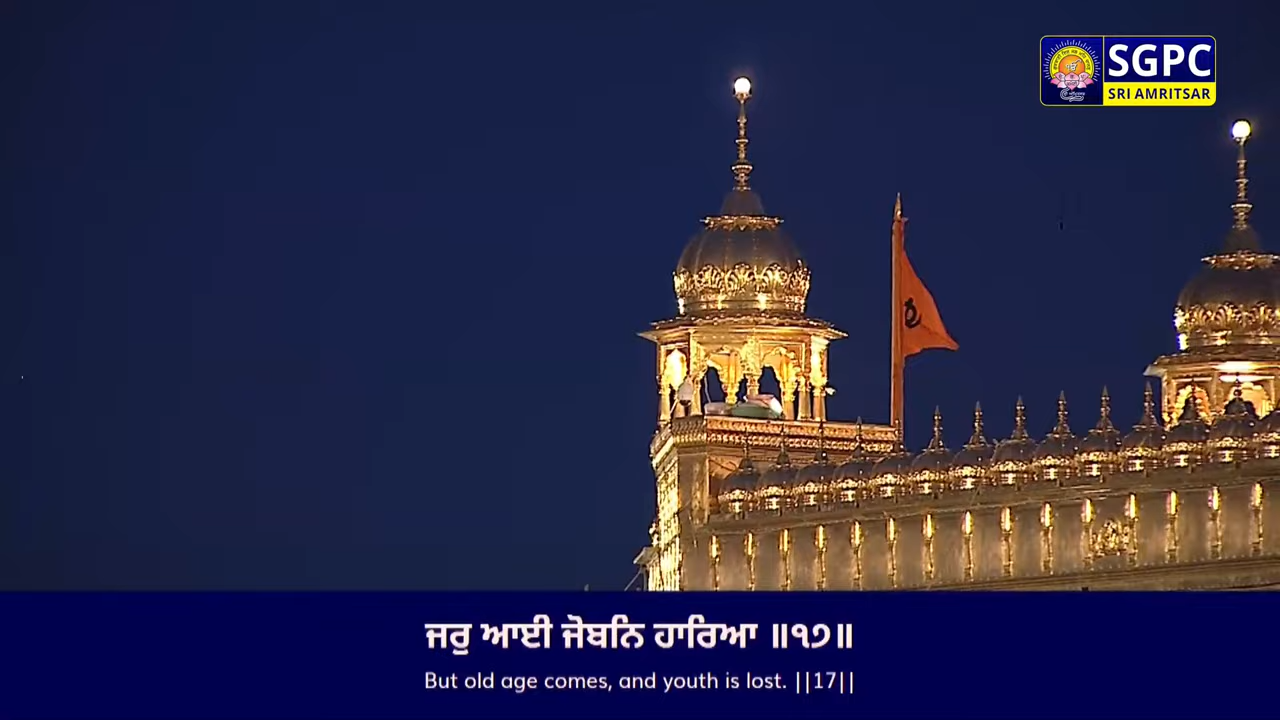 SGPC
SRI AMRITSAR
ਜਰੁ ਆਈ ਜੋਬਨਿ ਹਾਰਿਆ ॥੧੭॥
But old age comes, and youth is lost. ||17||